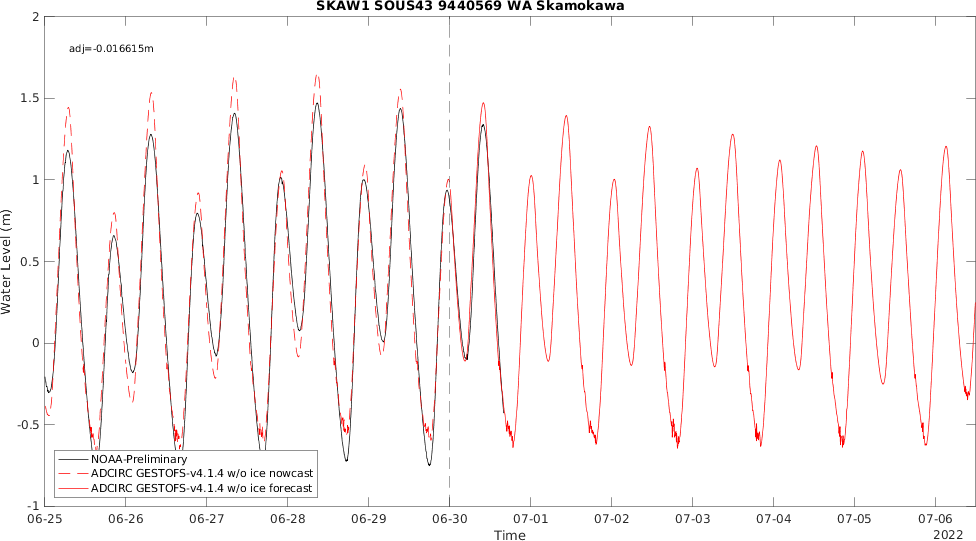 SKAW1 SOUS43 9440569 WA Skamokawa
adj=-0.016615m
2
1.5
1
0.5
0
-0.5
-1
Water Level (m)
NOAA-Preliminary
ADCIRC GESTOFS-v4.1.4 w/o ice nowcast
ADCIRC GESTOFS-v4.1.4 w/o ice forecast
06-25 06-26 06-27 06-28 06-29 06-30 07-01 07-02 07-03 07-04 07-05 07-06
Time
2022